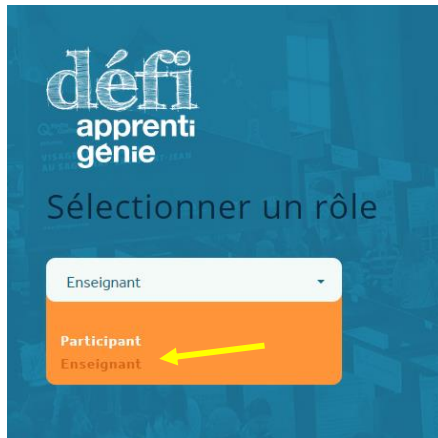 défi
apprenti
génie
Sélectionner un rôle
Enseignant
Participant
Enseignant